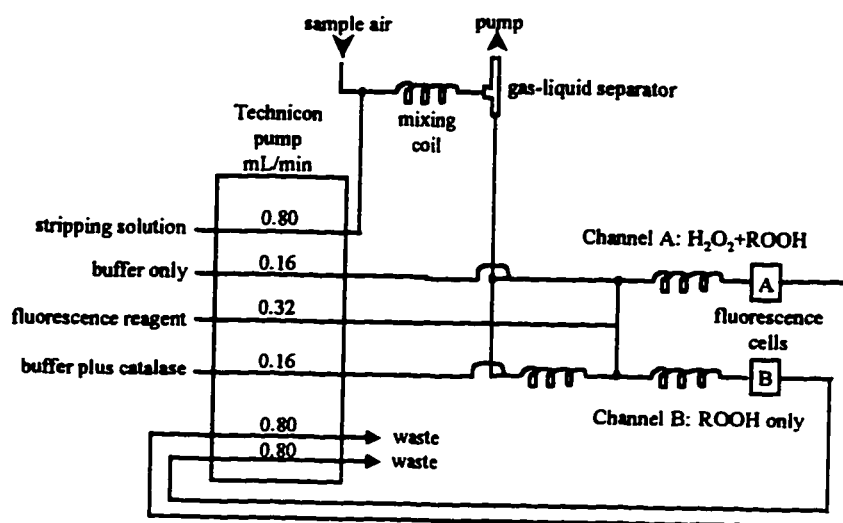 sample air
pump
gas-liquid separator
mixing
coil
Technicon
pump
mL/min
stripping solution
0.80
buffer only
0.16
Channel A: H₂O₂+ROOH
A
fluorescence reagent
0.32
fluorescence
cells
buffer plus catalase
0.16
B
Channel B: ROOH only
0.80
waste
0.80
waste